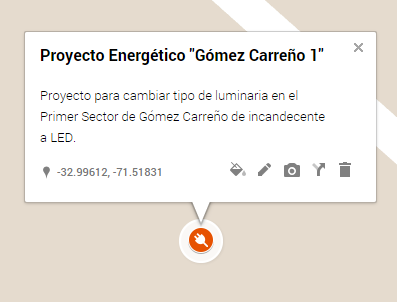 Proyecto Energético "Gómez Carreño 1"
Proyecto para cambiar tipo de luminaria en el
Primer Sector de Gómez Carreño de incandecente
a LED.
-32.99612, -71.51831